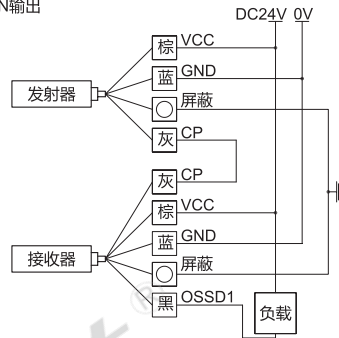 N输出
DC24V 0V
棕 VCC
蓝 GND
发射器
屏蔽
灰 CP
灰 CP
棕 VCC
蓝 GND
接收器
屏蔽
黑 OSSD1
负载
®